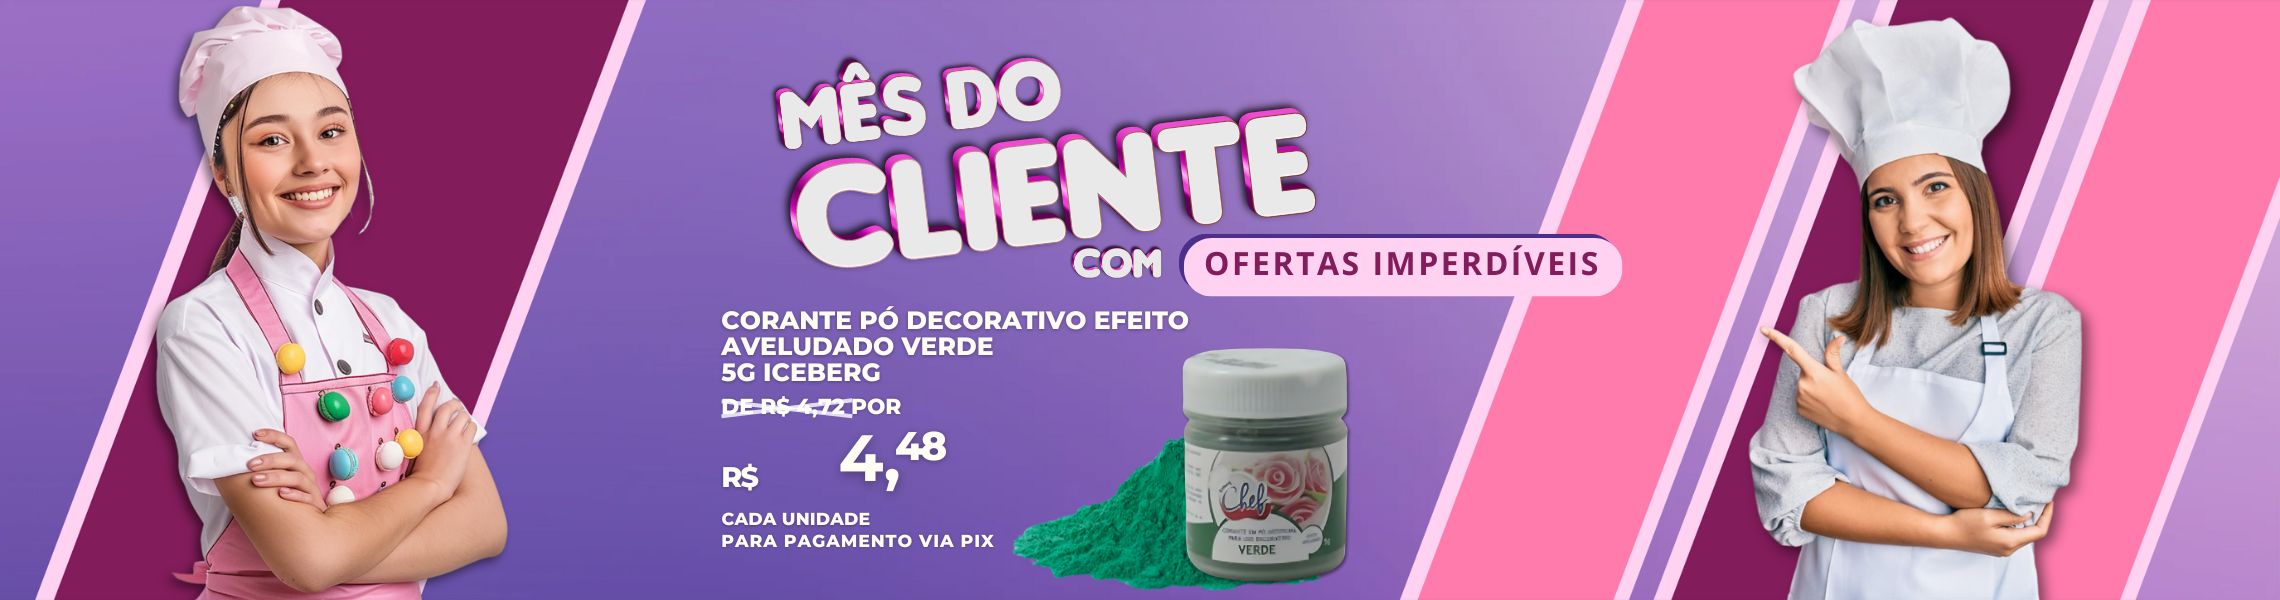 MÊS DO
CLIENTE
COM OFERTAS IMPERDÍVEIS
CORANTE PÓ DECORATIVO EFEITO
AVELUDADO VERDE
5G ICEBERG
DE R$ 4,72 POR
R$ 4,48
CADA UNIDADE
PARA PAGAMENTO VIA PIX
Chef
VERDE